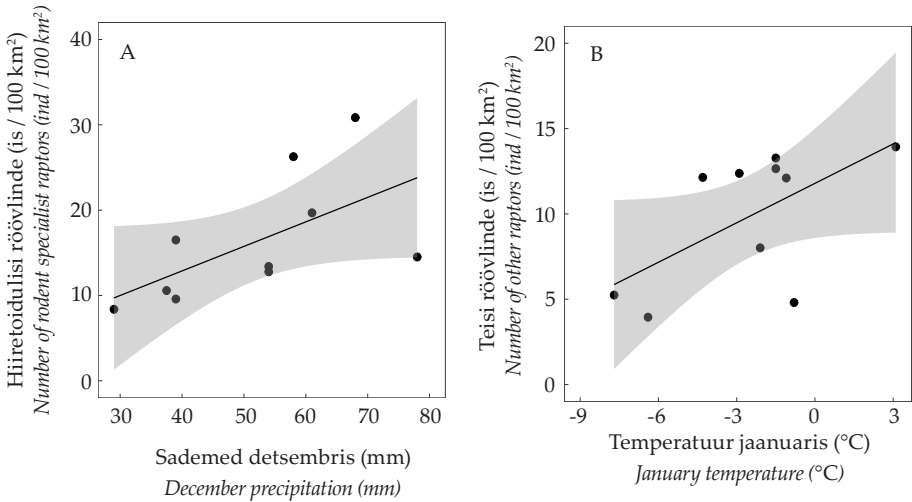 Hiiretoidulisi röövlinde (is / 100 km²)
Number of rodent specialist raptors (ind / 100 km²)
A
40
30
20
10
0
30 40 50 60 70 80
Sademed detsembris (mm)
December precipitation (mm)
Teisi röövlinde (is / 100 km²)
Number of other raptors (ind / 100 km²)
B
20
15
10
5
0
-9 -6 -3 0 3
Temperatuur jaanuaris (°C)
January temperature (°C)